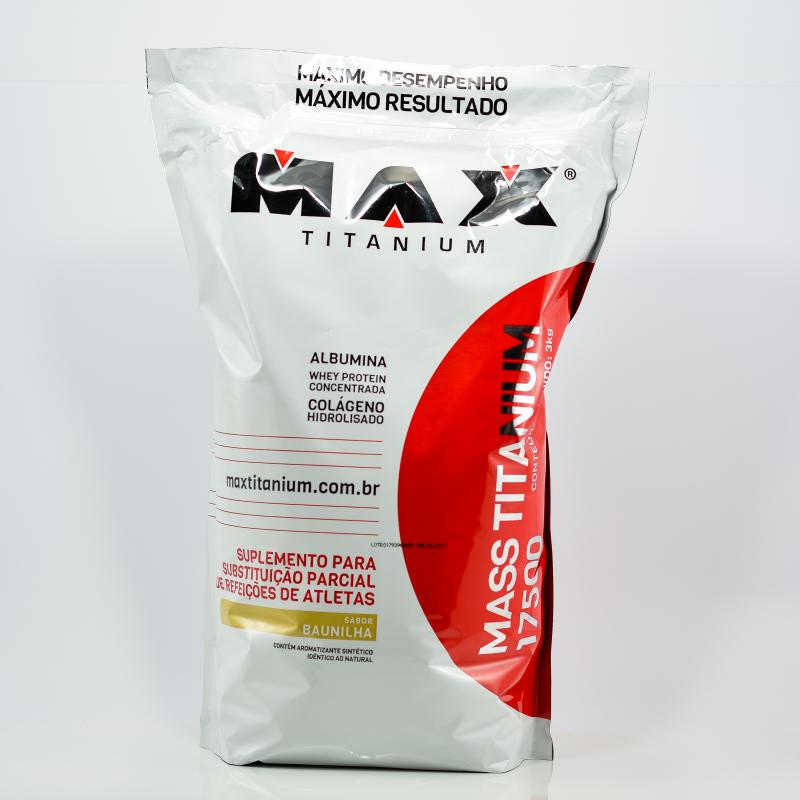 MÁXIMO DESEMPENHO
MÁXIMO RESULTADO
MAX®
TITANIUM
ALBUMINA
WHEY PROTEIN
CONCENTRADA
COLÁGENO
HIDROLISADO
maxtitanium.com.br
SUPLEMENTO PARA
SUBSTITUIÇÃO PARCIAL
DE REFEIÇÕES DE ATLETAS
SABOR
BAUNILHA
CONTÉM AROMATIZANTE SINTÉTICO
IDÊNTICO AO NATURAL
MASS TITANIUM
17500
3kg